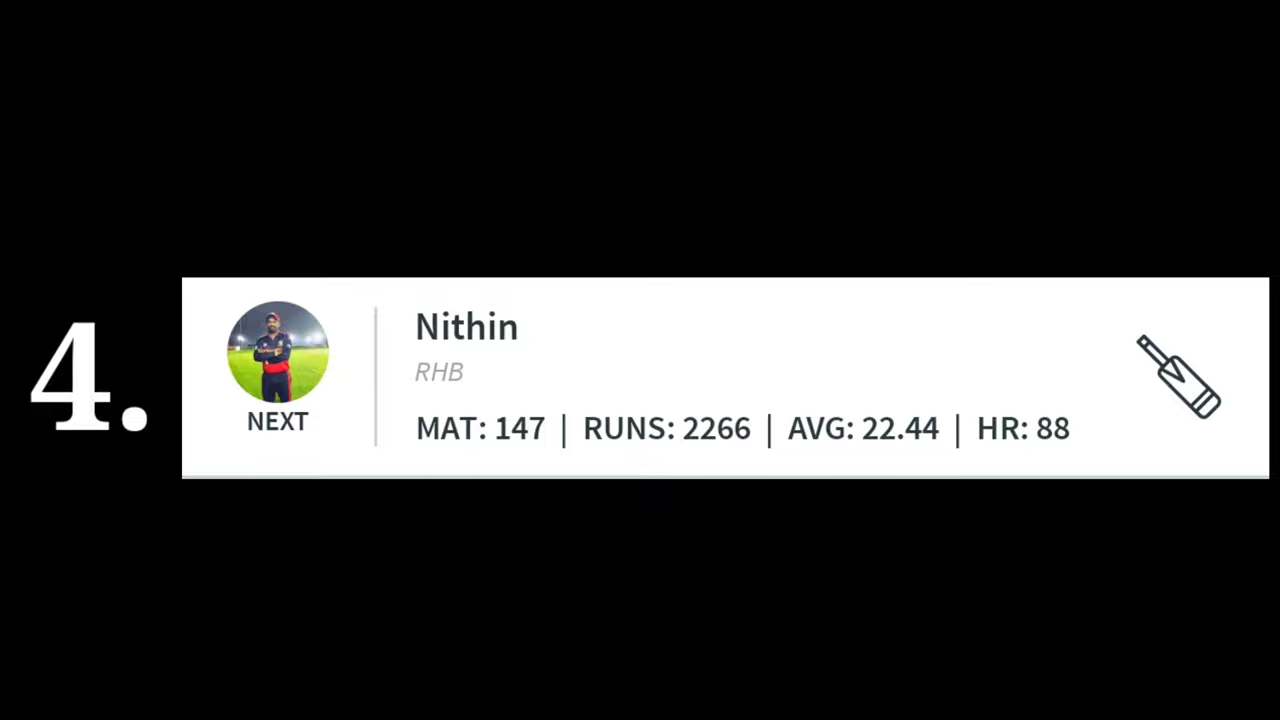 4.
NEXT
Nithin
RHB
MAT: 147 | RUNS: 2266 | AVG: 22.44 | HR: 88